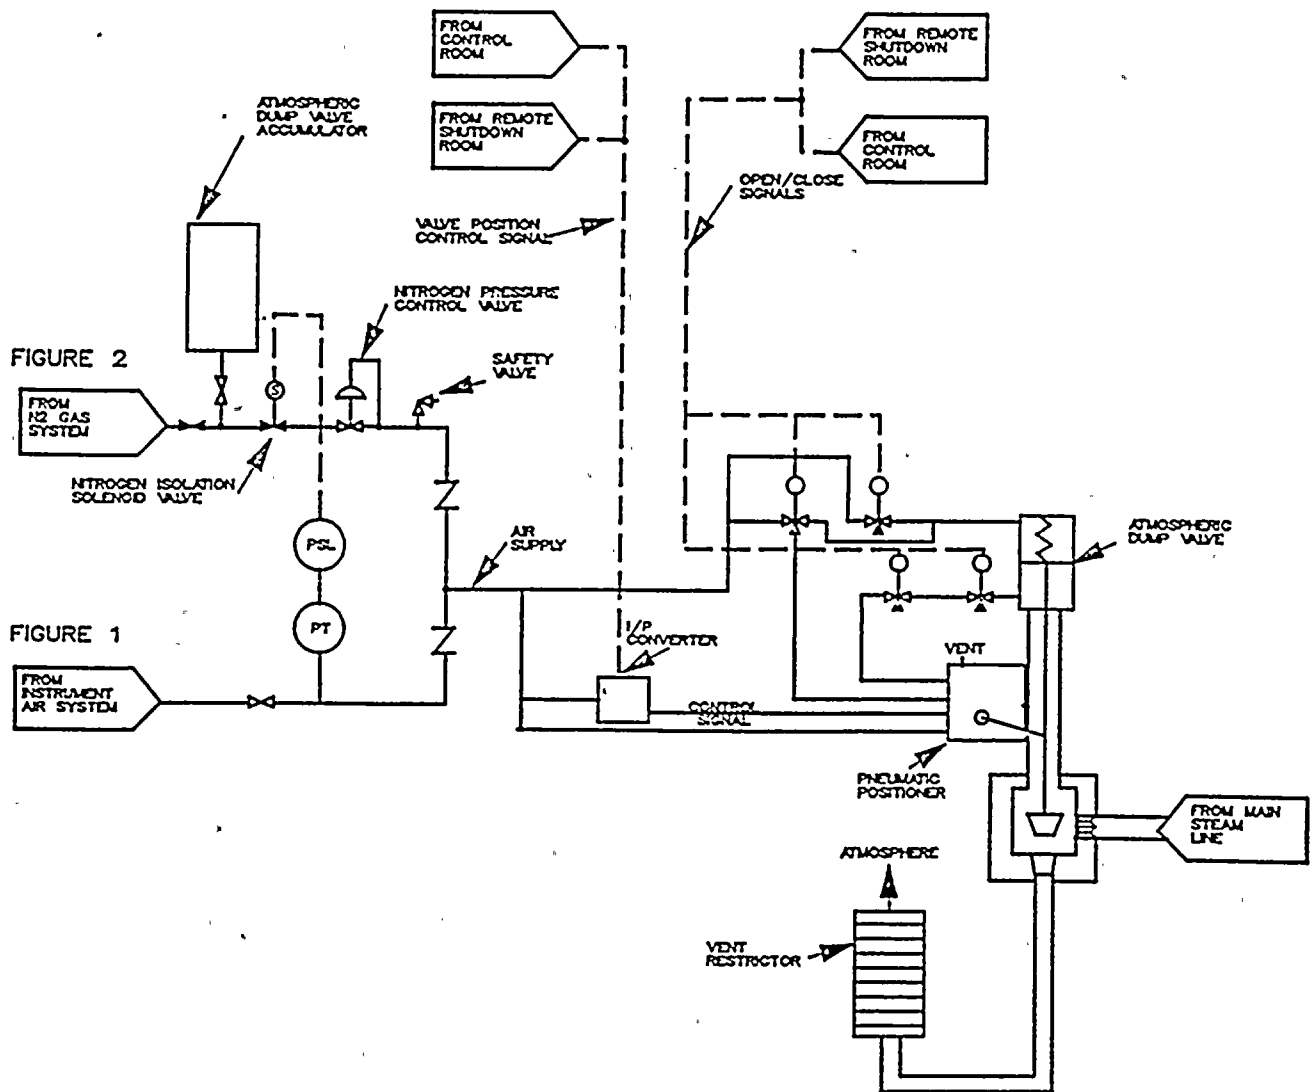 FROM
CONTROL
ROOM
FROM REMOTE
SHUTDOWN
ROOM
FROM REMOTE
SHUTDOWN
ROOM
FROM
CONTROL
ROOM
ATMOSPHERIC
DUMP VALVE
ACCUMULATOR
OPEN/CLOSE
SIGNALS
VALVE POSITION
CONTROL SIGNAL
NITROGEN PRESSURE
CONTROL VALVE
FIGURE 2
SAFETY
VALVE
FROM
N2 GAS
SYSTEM
S
NITROGEN ISOLATION
SOLENOID VALVE
PSL
AIR
SUPPLY
ATMOSPHERIC
DUMP VALVE
FIGURE 1
PT
I/P
CONVERTER
VENT
FROM
INSTRUMENT
AIR SYSTEM
CONTROL
SIGNAL
PNEUMATIC
POSITIONER
FROM MAIN
STEAM
LINE
ATMOSPHERE
VENT
RESTRICTOR